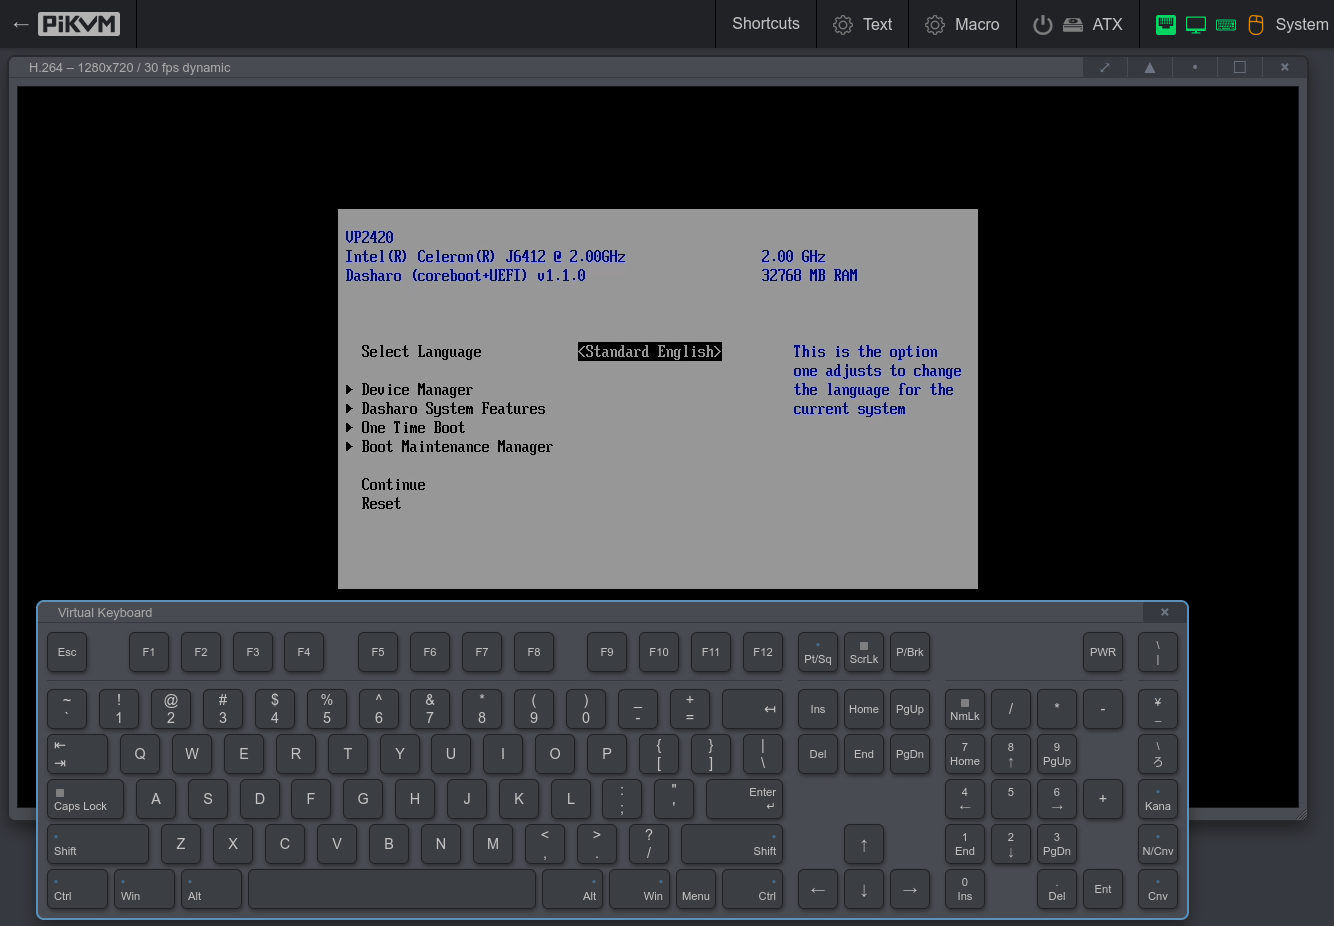 ← PiKVM Shortcuts Text Macro ATX System
H.264 – 1280x720 / 30 fps dynamic
VP2420
Intel(R) Celeron(R) J6412 @ 2.00GHz 2.00 GHz
Dasharo (coreboot+UEFI) v1.1.0 32768 MB RAM
Select Language <Standard English> This is the option
one adjusts to change
Device Manager the language for the
Dasharo System Features current system
One Time Boot
Boot Maintenance Manager
Continue
Reset
Virtual Keyboard ×
Esc F1 F2 F3 F4 F5 F6 F7 F8 F9 F10 F11 F12 Pt/Sq ScrLk P/Brk PWR \ |
~ ` ! 1 @ 2 # 3 $ 4 % 5 ^ 6 & 7 * 8 ( 9 ) 0 _ - + = ↤ Ins Home PgUp NmLk / * - ¥ _
⇤ ⇥ Q W E R T Y U I O P { [ } ] | \ Del End PgDn 7 Home 8 ↑ 9 PgUp \ ろ
Caps Lock A S D F G H J K L : ; " ' Enter ↵ 4 ← 5 6 → + Kana
Shift Z X C V B N M < , > . ? / Shift ↑ 1 End 2 ↓ 3 PgDn N/Cnv
Ctrl Win Alt Alt Win Menu Ctrl ← ↓ → 0 Ins . Del Ent Cnv